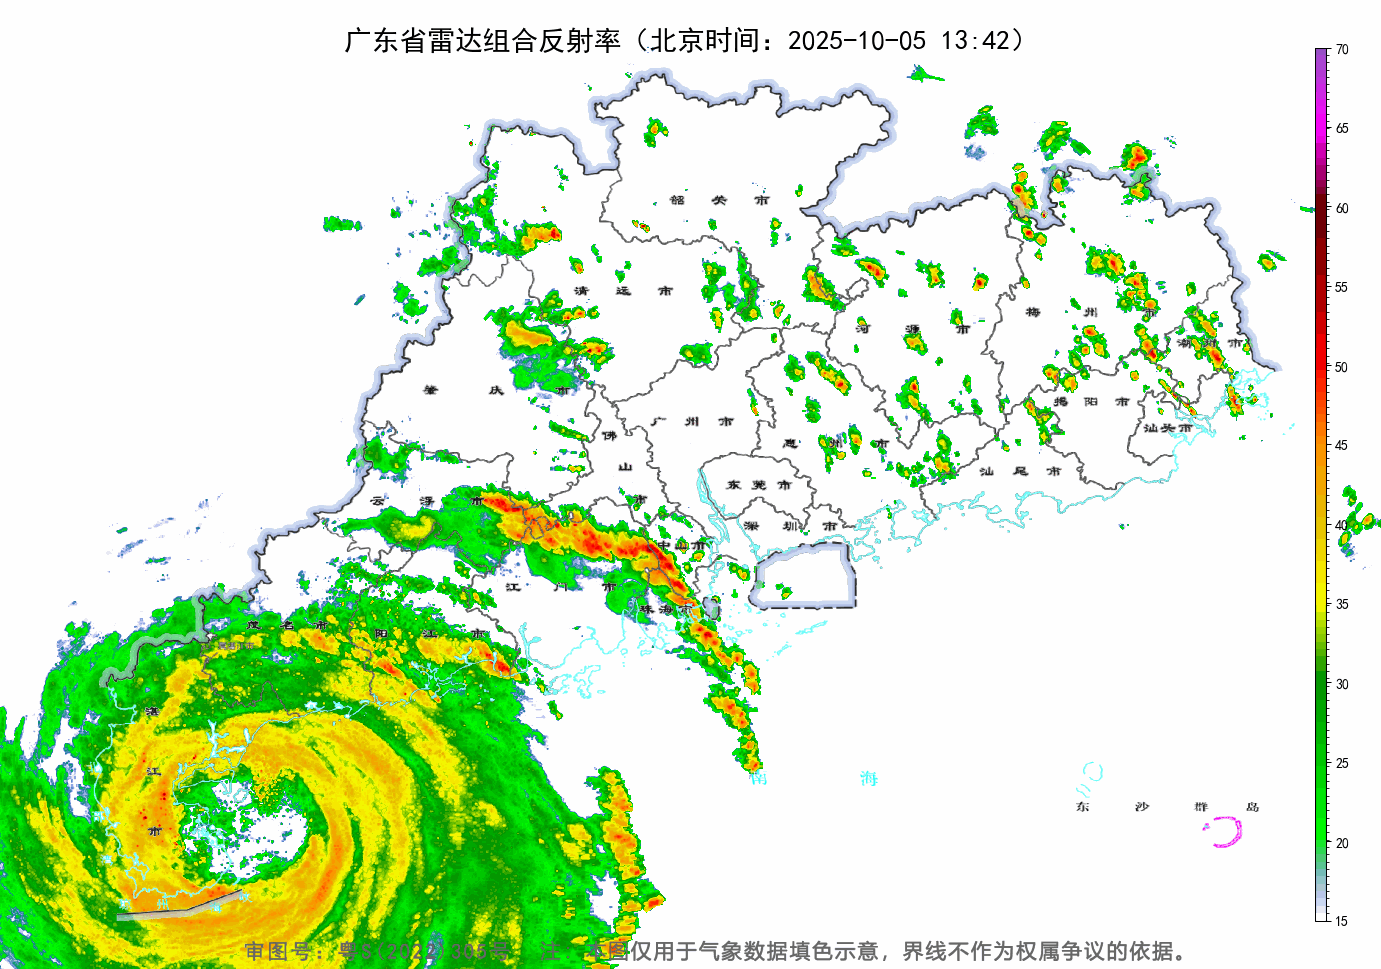 广东省雷达组合反射率（北京时间：2025-10-05 13:42）
70
65
60
55
50
45
40
35
30
25
20
15
韶 关 市
清 远 市
河 源 市
梅 州 市
潮 州 市
肇 庆 市
广 州 市
揭 阳 市
汕头市
佛 山 市
惠 州 市
东 莞 市
汕 尾 市
云 浮 市
深 圳 市
中山市
江 门 市
珠海市
茂 名 市
阳 江 市
湛 江 市
南 海
东 沙 群 岛
审图号：粤S(2022)306号 注：本图仅用于气象数据填色示意，界线不作为权属争议的依据。